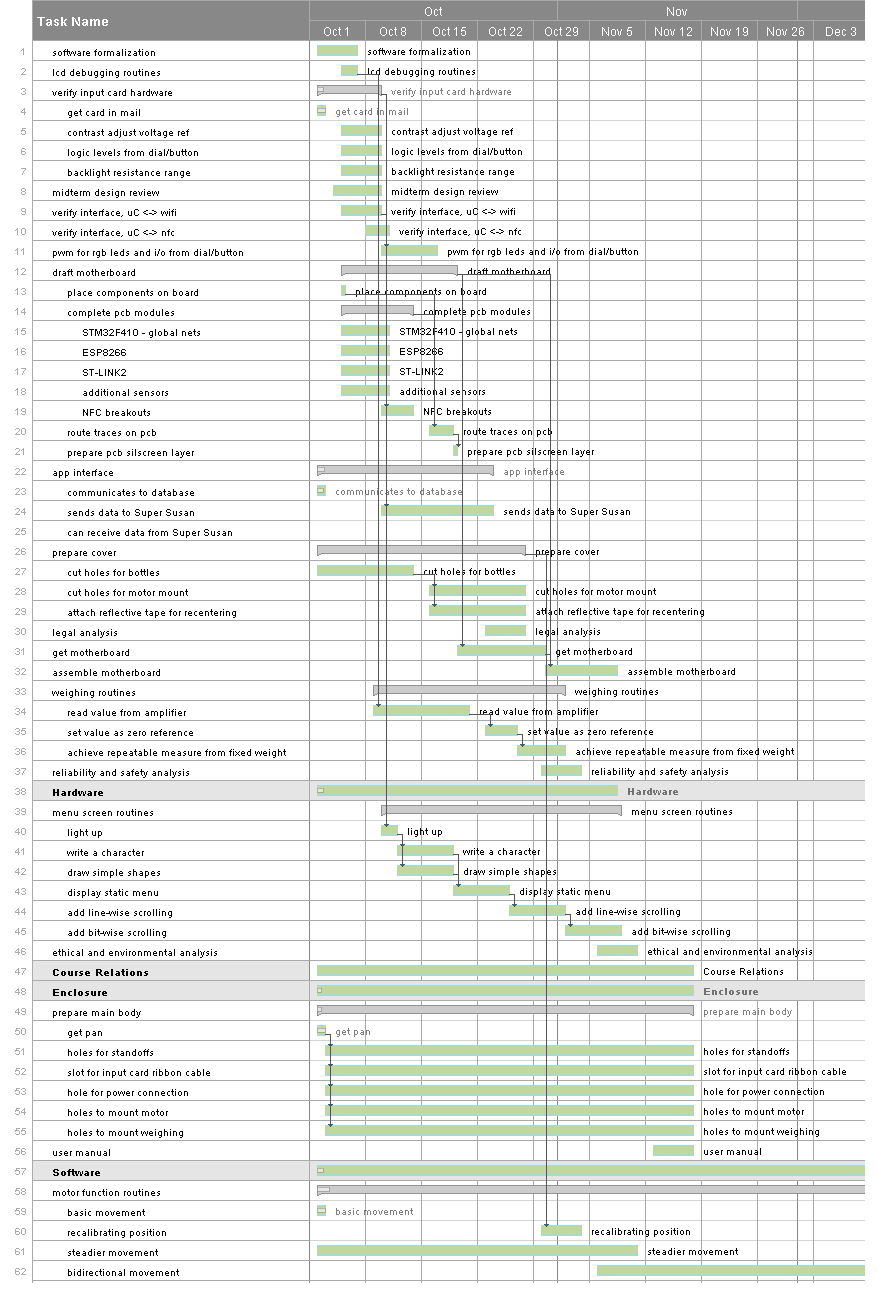 Task Name
Oct
Nov
Oct 1 Oct 8 Oct 15 Oct 22 Oct 29 Nov 5 Nov 12 Nov 19 Nov 26 Dec 3
1 software formalization software formalization
2 lcd debugging routines lcd debugging routines
3 verify input card hardware verify input card hardware
4 get card in mail get card in mail
5 contrast adjust voltage ref contrast adjust voltage ref
6 logic levels from dial/button logic levels from dial/button
7 backlight resistance range backlight resistance range
8 midterm design review midterm design review
9 verify interface, uC <-> wifi verify interface, uC <-> wifi
10 verify interface, uC <-> nfc verify interface, uC <-> nfc
11 pwm for rgb leds and i/o from dial/button pwm for rgb leds and i/o from dial/button
12 draft motherboard draft motherboard
13 place components on board place components on board
14 complete pcb modules complete pcb modules
15 STM32F410 - global nets STM32F410 - global nets
16 ESP8266 ESP8266
17 ST-LINK2 ST-LINK2
18 additional sensors additional sensors
19 NFC breakouts NFC breakouts
20 route traces on pcb route traces on pcb
21 prepare pcb silscreen layer prepare pcb silscreen layer
22 app interface app interface
23 communicates to database communicates to database
24 sends data to Super Susan sends data to Super Susan
25 can receive data from Super Susan
26 prepare cover prepare cover
27 cut holes for bottles cut holes for bottles
28 cut holes for motor mount cut holes for motor mount
29 attach reflective tape for recentering attach reflective tape for recentering
30 legal analysis legal analysis
31 get motherboard get motherboard
32 assemble motherboard assemble motherboard
33 weighing routines weighing routines
34 read value from amplifier read value from amplifier
35 set value as zero reference set value as zero reference
36 achieve repeatable measure from fixed weight achieve repeatable measure from fixed weight
37 reliability and safety analysis reliability and safety analysis
38 Hardware Hardware
39 menu screen routines menu screen routines
40 light up light up
41 write a character write a character
42 draw simple shapes draw simple shapes
43 display static menu display static menu
44 add line-wise scrolling add line-wise scrolling
45 add bit-wise scrolling add bit-wise scrolling
46 ethical and environmental analysis ethical and environmental analysis
47 Course Relations Course Relations
48 Enclosure Enclosure
49 prepare main body prepare main body
50 get pan get pan
51 holes for standoffs holes for standoffs
52 slot for input card ribbon cable slot for input card ribbon cable
53 hole for power connection hole for power connection
54 holes to mount motor holes to mount motor
55 holes to mount weighing holes to mount weighing
56 user manual user manual
57 Software
58 motor function routines
59 basic movement basic movement
60 recalibrating position recalibrating position
61 steadier movement steadier movement
62 bidirectional movement